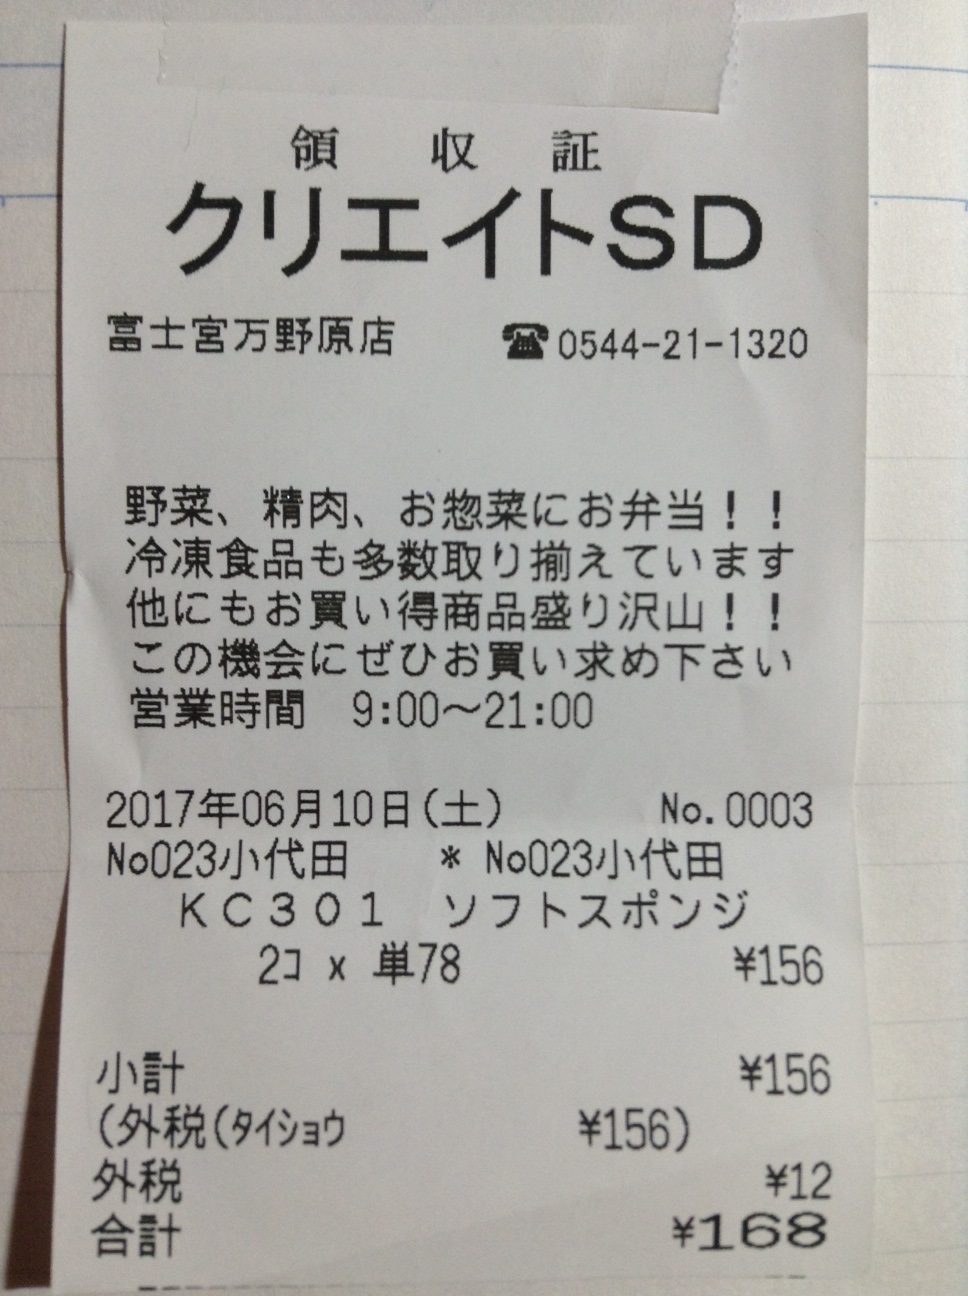 領収証
クリエイトSD
富士宮万野原店 ☎0544-21-1320
野菜、精肉、お惣菜にお弁当!!
冷凍食品も多数取り揃えています
他にもお買い得商品盛り沢山!!
この機会にぜひお買い求め下さい
営業時間 9:00〜21:00
2017年06月10日(土) No.0003
No023小代田 * No023小代田
KC301 ソフトスポンジ
2コ x 単78 ¥156
小計 ¥156
(外税(タイショウ ¥156)
外税 ¥12
合計 ¥168